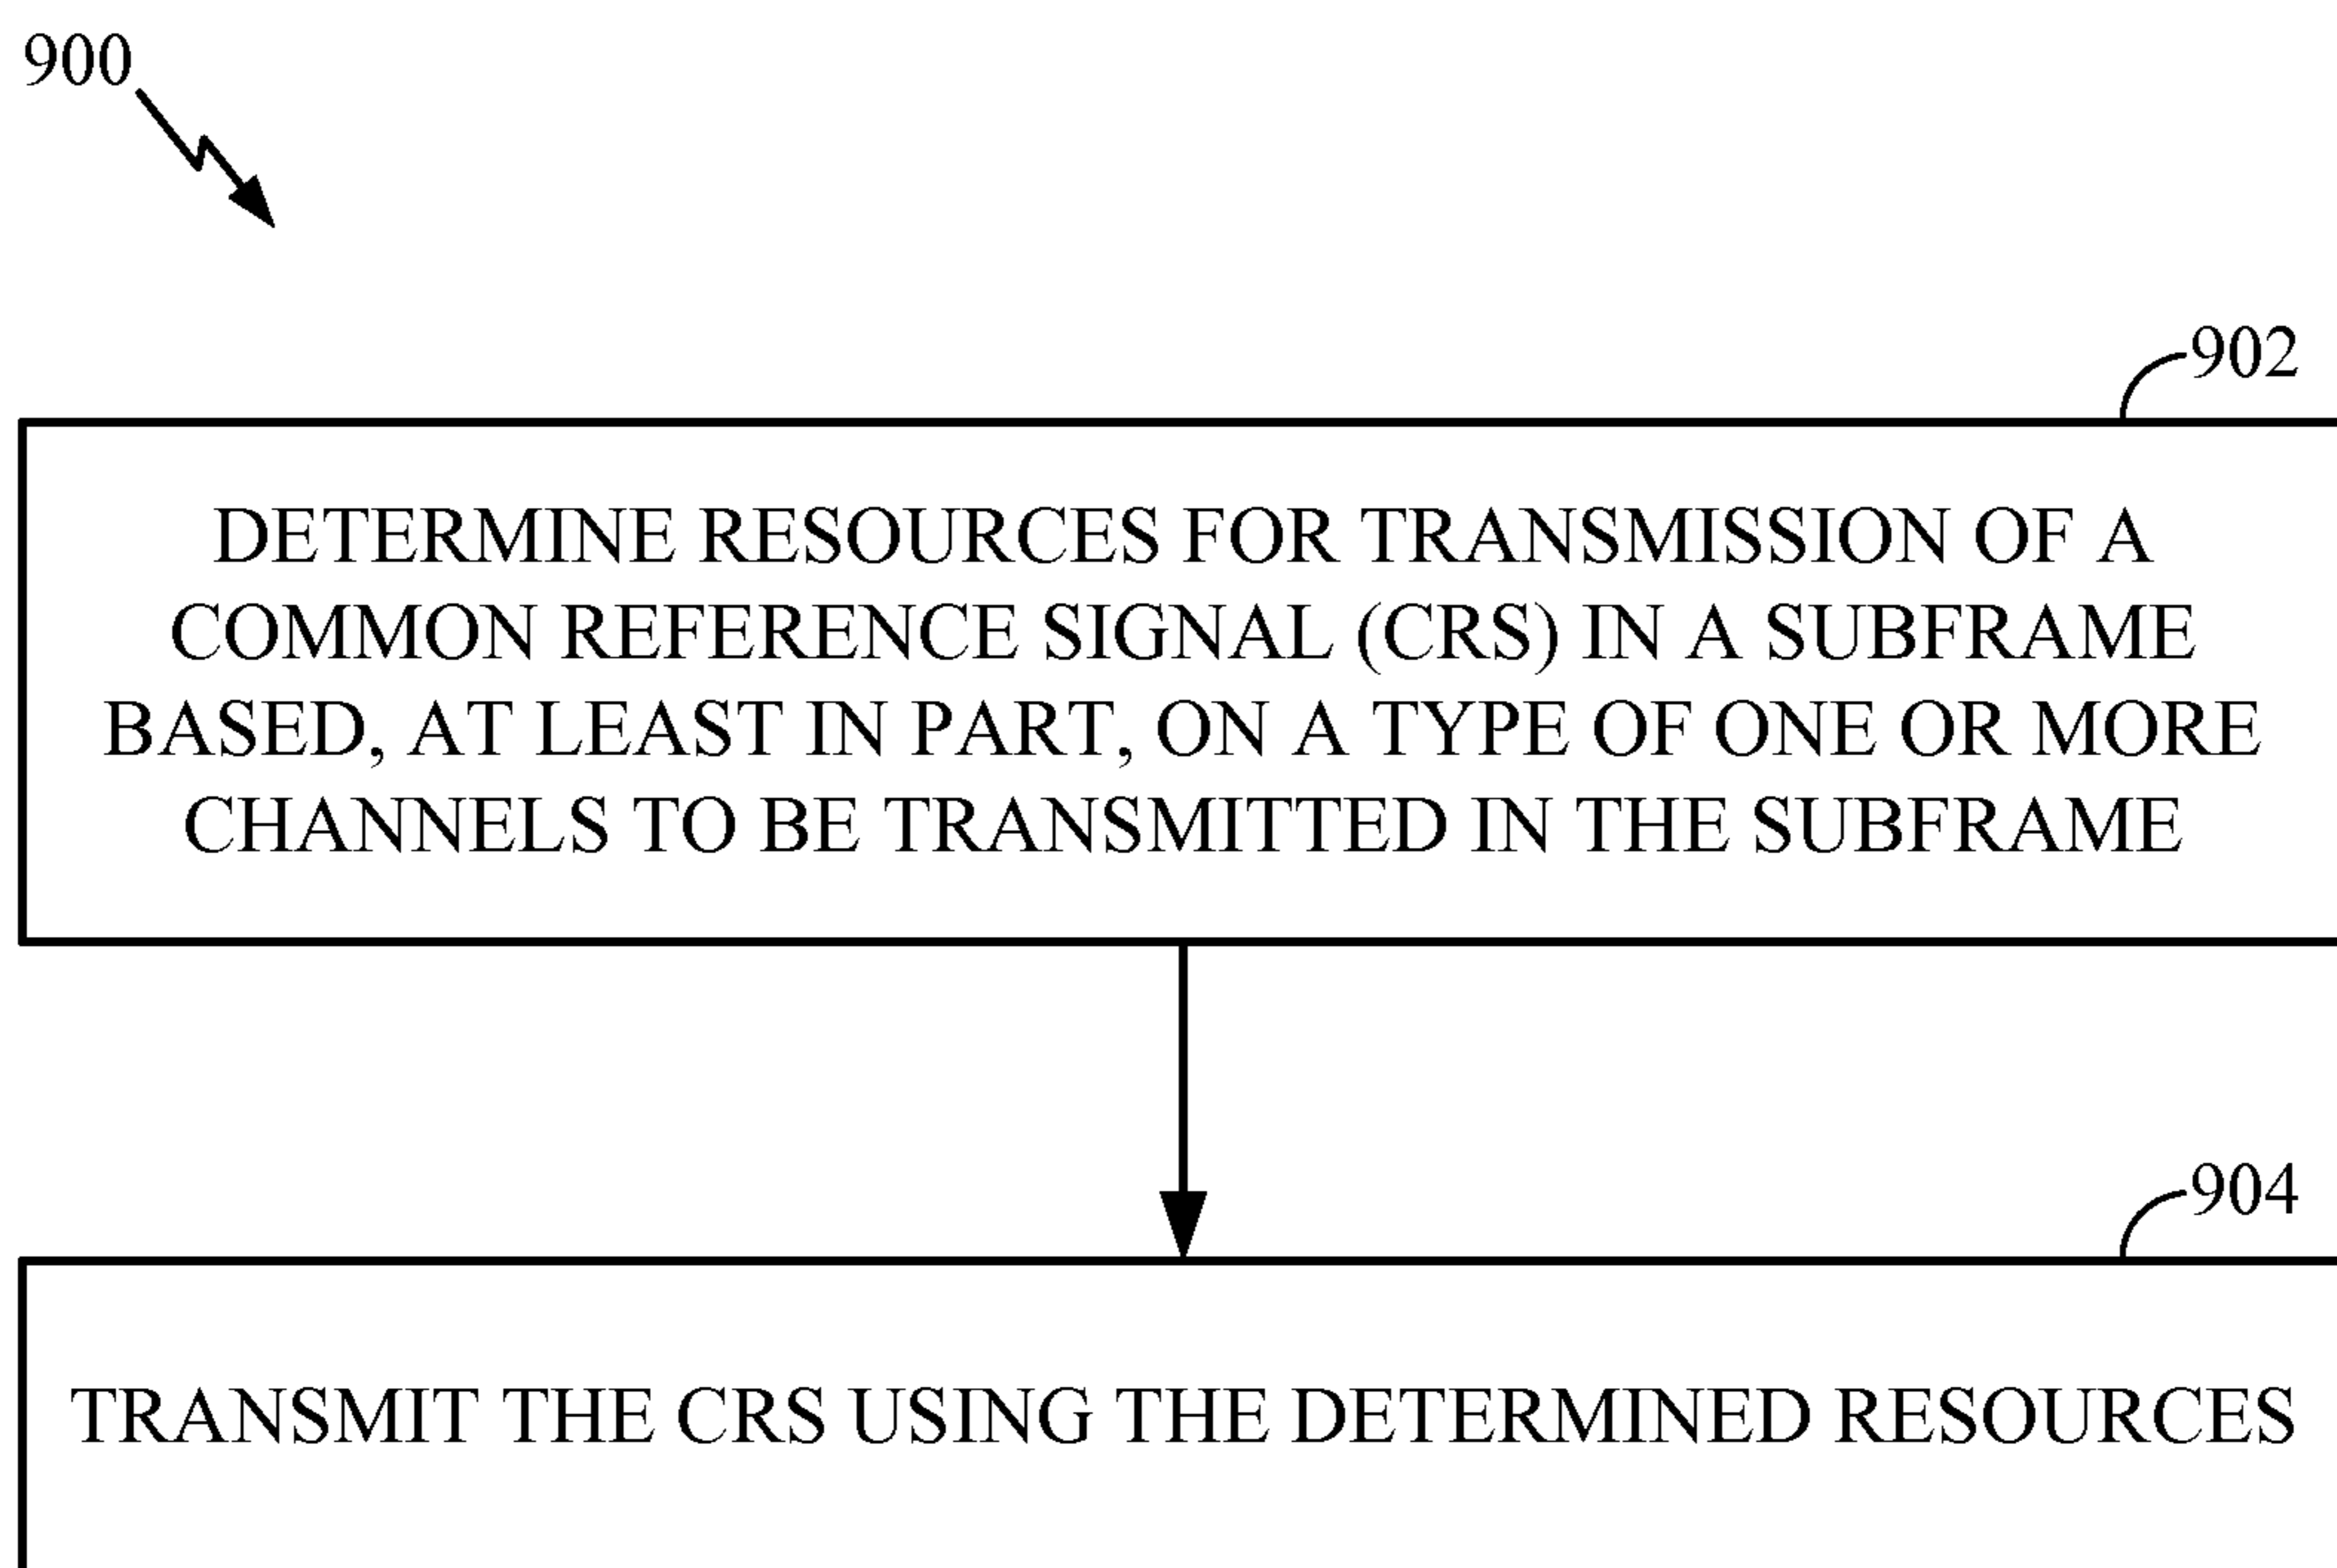 900
902
DETERMINE RESOURCES FOR TRANSMISSION OF A
COMMON REFERENCE SIGNAL (CRS) IN A SUBFRAME
BASED, AT LEAST IN PART, ON A TYPE OF ONE OR MORE
CHANNELS TO BE TRANSMITTED IN THE SUBFRAME
904
TRANSMIT THE CRS USING THE DETERMINED RESOURCES